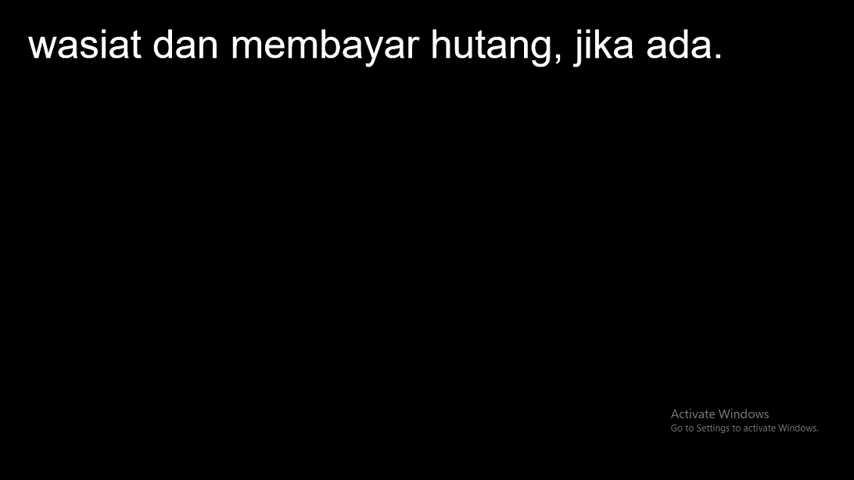 wasiat dan membayar hutang, jika ada.
Activate Windows
Go to Settings to activate Windows.